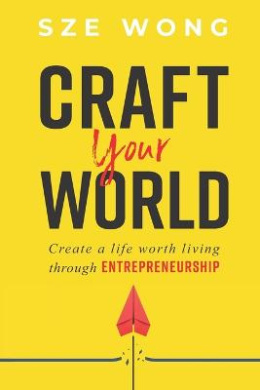 SZE WONG
CRAFT
Your
WORLD
Create a life worth living
through ENTREPRENEURSHIP